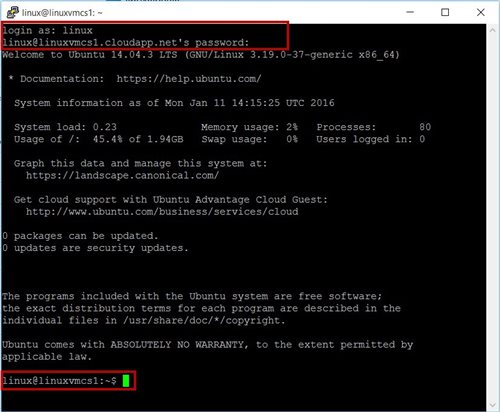 linux@linuxvmcs1: ~
login as: linux
linux@linuxvmcs1.cloudapp.net's password:
Welcome to Ubuntu 14.04.3 LTS (GNU/Linux 3.19.0-37-generic x86_64)
* Documentation: https://help.ubuntu.com/
System information as of Mon Jan 11 14:15:25 UTC 2016
System load: 0.23 Memory usage: 2% Processes: 80
Usage of /: 45.4% of 1.94GB Swap usage: 0% Users logged in: 0
Graph this data and manage this system at:
https://landscape.canonical.com/
Get cloud support with Ubuntu Advantage Cloud Guest:
http://www.ubuntu.com/business/services/cloud
0 packages can be updated.
0 updates are security updates.
The programs included with the Ubuntu system are free software;
the exact distribution terms for each program are described in the
individual files in /usr/share/doc/*/copyright.
Ubuntu comes with ABSOLUTELY NO WARRANTY, to the extent permitted by
applicable law.
linux@linuxvmcs1:~$